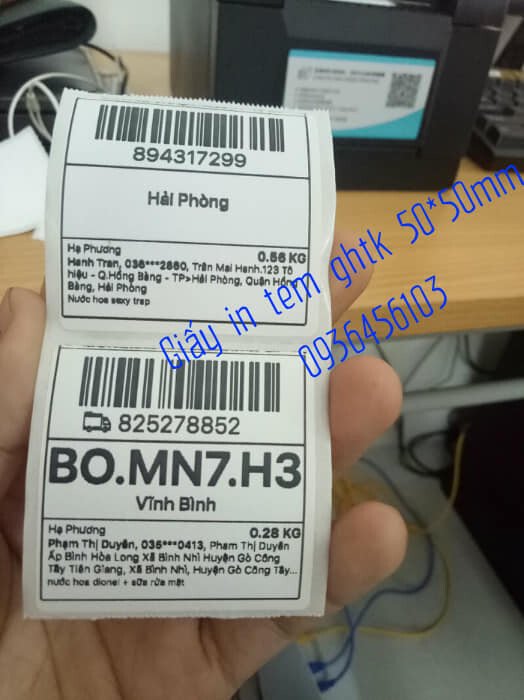 894317299
Hải Phòng
Hạ Phương
0.56 KG
Hanh Tran, 036***2860, Trên Mai Hanh.123 Tô
hiệu - Q.Hồng Bàng - TP>Hải Phòng, Quận Hồng
Bàng, Hải Phòng
Nước hoa sexy trap
Giấy in tem ghtk 50*50mm
0936456103
825278852
BO.MN7.H3
Vĩnh Bình
Hạ Phương
0.28 KG
Phạm Thị Duyên, 035***0413, Phạm Thị Duyên
Ấp Bình Hòa Long Xã Bình Nhì Huyện Gò Công
Tây Tiền Giang, Xã Bình Nhì, Huyện Gò Công Tây...
nước hoa dionel + sữa rửa mặt